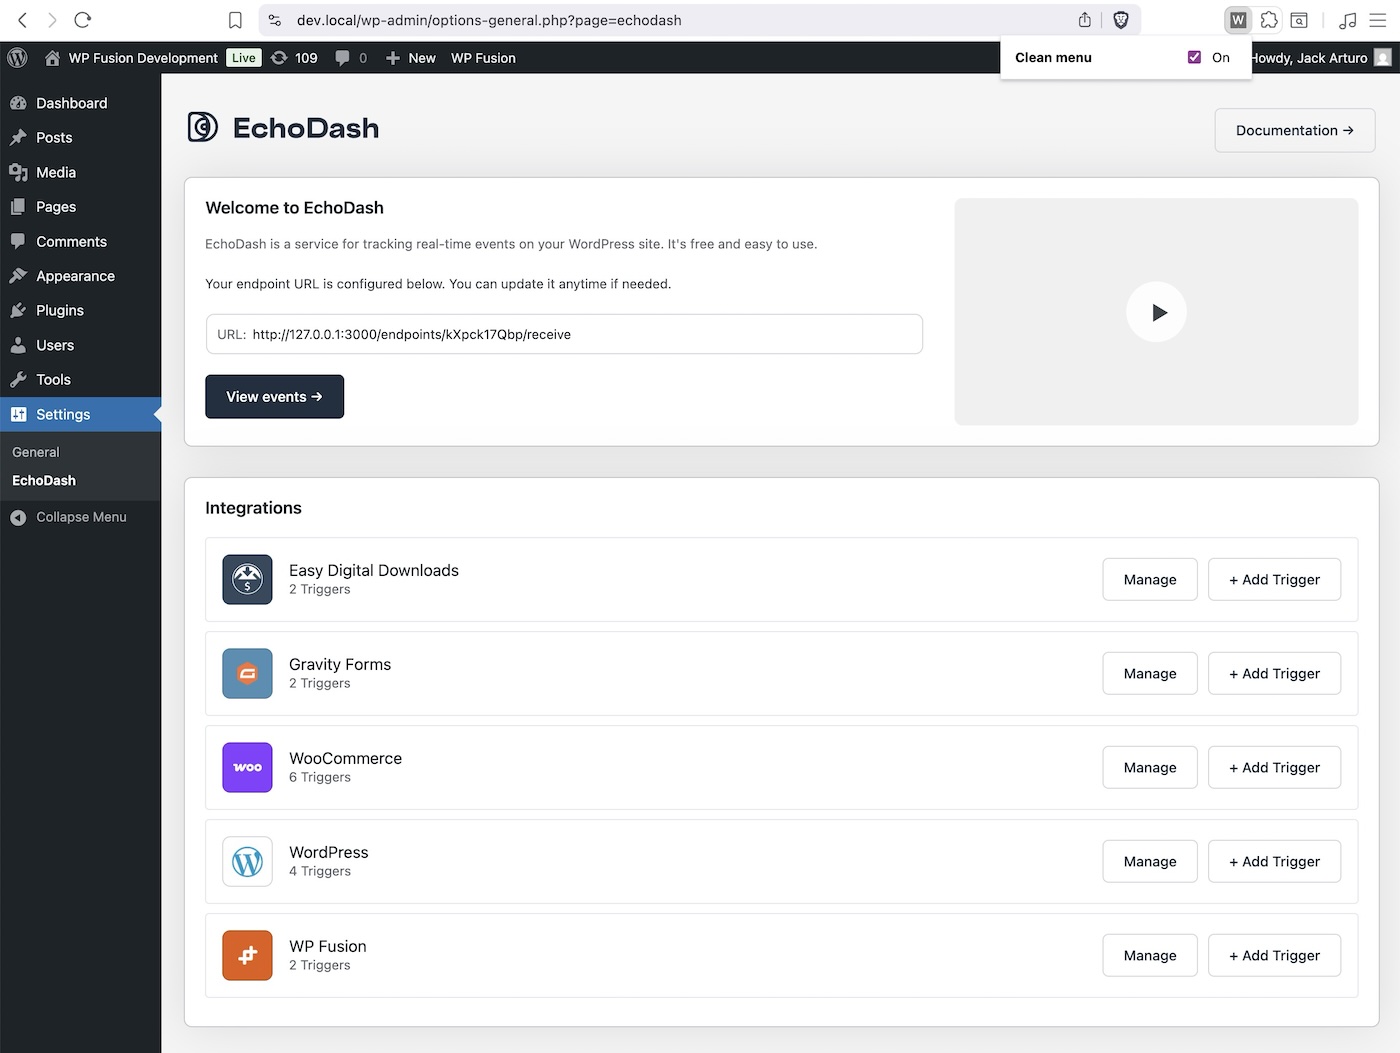 dev.local/wp-admin/options-general.php?page=echodash
W
WP Fusion Development Live 109 0 New WP Fusion
Clean menu On
Howdy, Jack Arturo
Dashboard
Posts
Media
Pages
Comments
Appearance
Plugins
Users
Tools
Settings
General
EchoDash
Collapse Menu
EchoDash
Documentation →
Welcome to EchoDash
EchoDash is a service for tracking real-time events on your WordPress site. It's free and easy to use.
Your endpoint URL is configured below. You can update it anytime if needed.
URL: http://127.0.0.1:3000/endpoints/kXpck17Qbp/receive
View events →
Integrations
$
Easy Digital Downloads
2 Triggers
Manage + Add Trigger
Gravity Forms
2 Triggers
Manage + Add Trigger
woo
WooCommerce
6 Triggers
Manage + Add Trigger
WordPress
4 Triggers
Manage + Add Trigger
WP Fusion
2 Triggers
Manage + Add Trigger